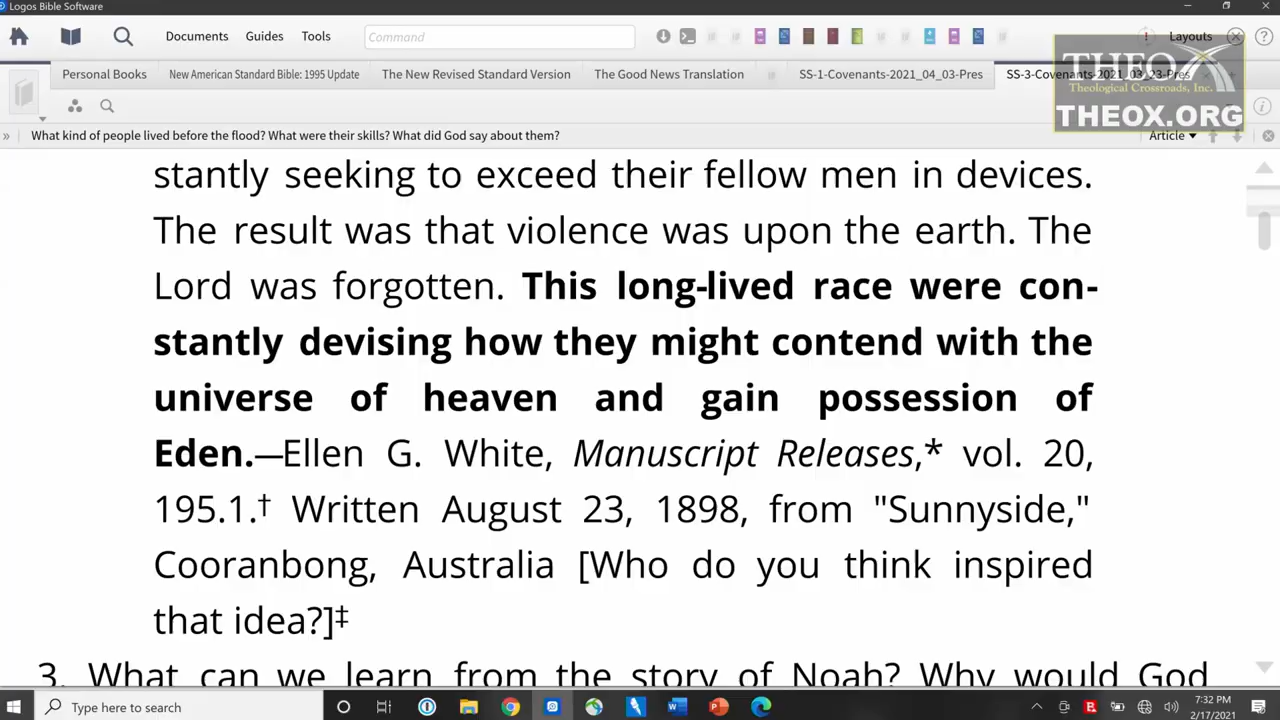 Logos Bible Software
Documents Guides Tools Command Layouts
THEOX
Theological Crossroads, Inc.
THEOX.ORG
Personal Books New American Standard Bible: 1995 Update The New Revised Standard Version The Good News Translation SS-1-Covenants-2021_04_03-Pres SS-3-Covenants-2021_03_23-Pres
What kind of people lived before the flood? What were their skills? What did God say about them? Article
stantly seeking to exceed their fellow men in devices.
The result was that violence was upon the earth. The
Lord was forgotten. This long-lived race were con-
stantly devising how they might contend with the
universe of heaven and gain possession of
Eden.—Ellen G. White, Manuscript Releases,* vol. 20,
195.1.† Written August 23, 1898, from "Sunnyside,"
Cooranbong, Australia [Who do you think inspired
that idea?]‡
3. What can we learn from the story of Noah? Why would God
Type here to search
7:32 PM
2/17/2021